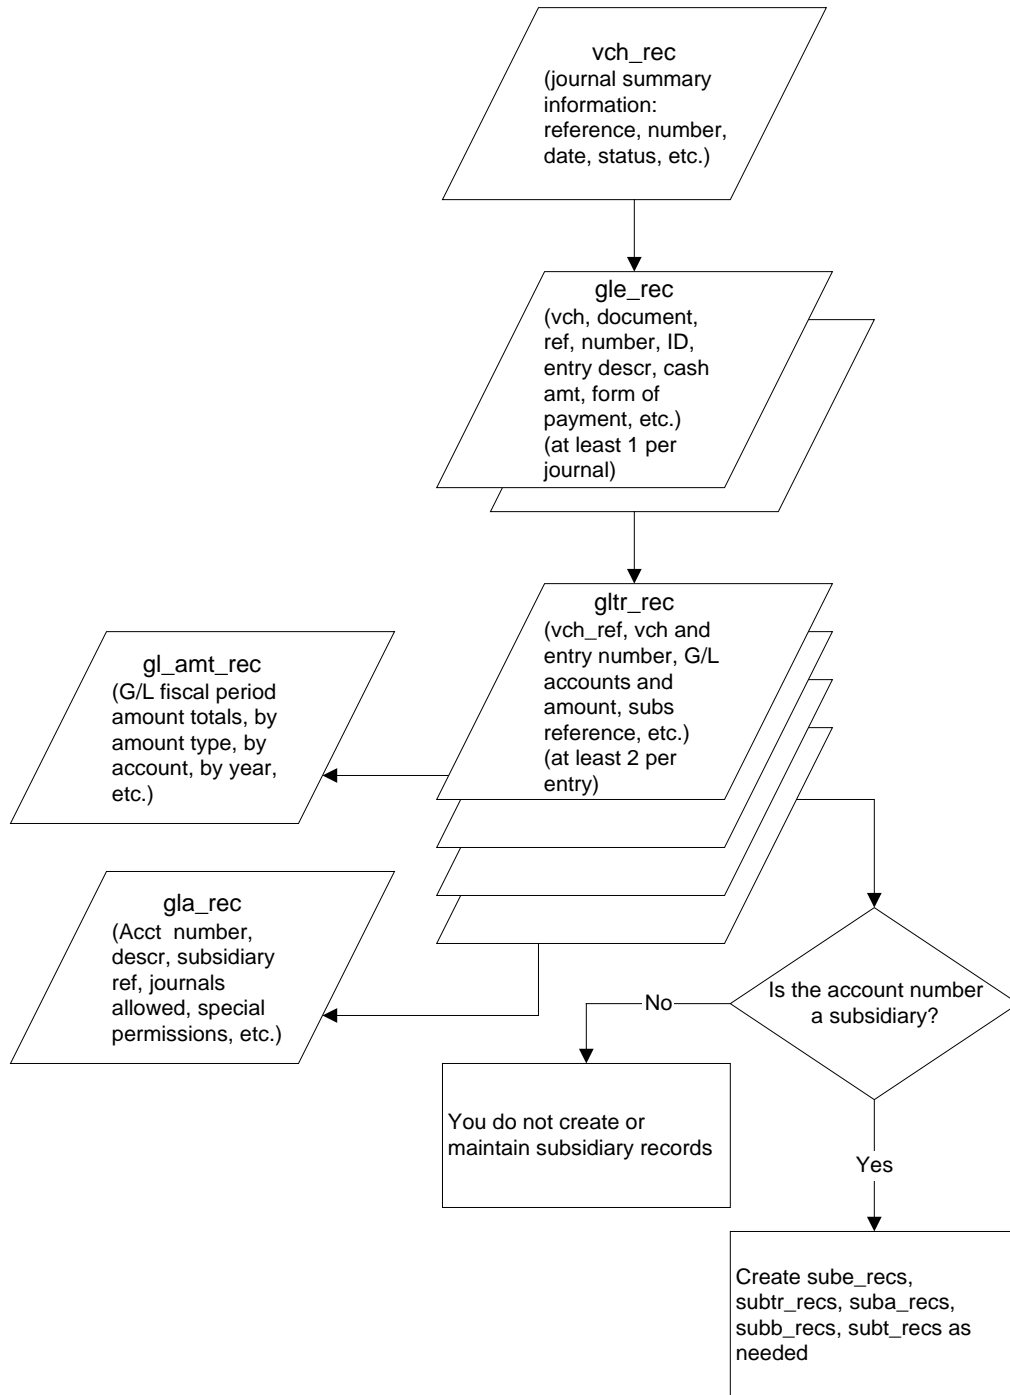 vch_rec
(journal summary
information:
reference, number,
date, status, etc.)
gle_rec
(vch, document,
ref, number, ID,
entry descr, cash
amt, form of
payment, etc.)
(at least 1 per
journal)
gltr_rec
(vch_ref, vch and
entry number, G/L
accounts and
amount, subs
reference, etc.)
(at least 2 per
entry)
gl_amt_rec
(G/L fiscal period
amount totals, by
amount type, by
account, by year,
etc.)
gla_rec
(Acct number,
descr, subsidiary
ref, journals
allowed, special
permissions, etc.)
Is the account number
a subsidiary?
No
You do not create or
maintain subsidiary records
Yes
Create sube_recs,
subtr_recs, suba_recs,
subb_recs, subt_recs as
needed